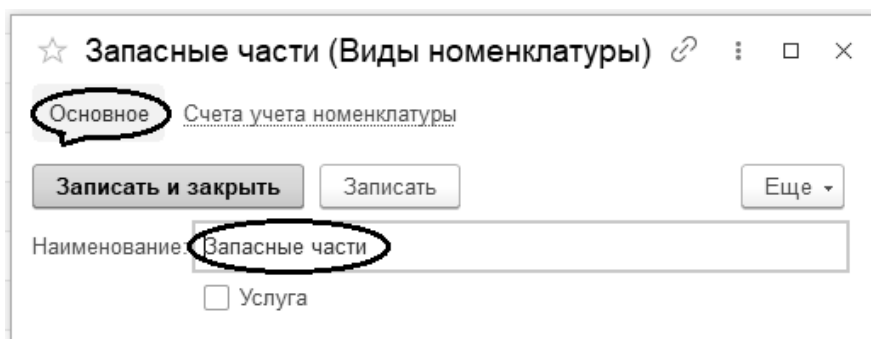 Запасные части (Виды номенклатуры)
Основное Счета учета номенклатуры
Записать и закрыть Записать Еще
Наименование: Запасные части
Услуга